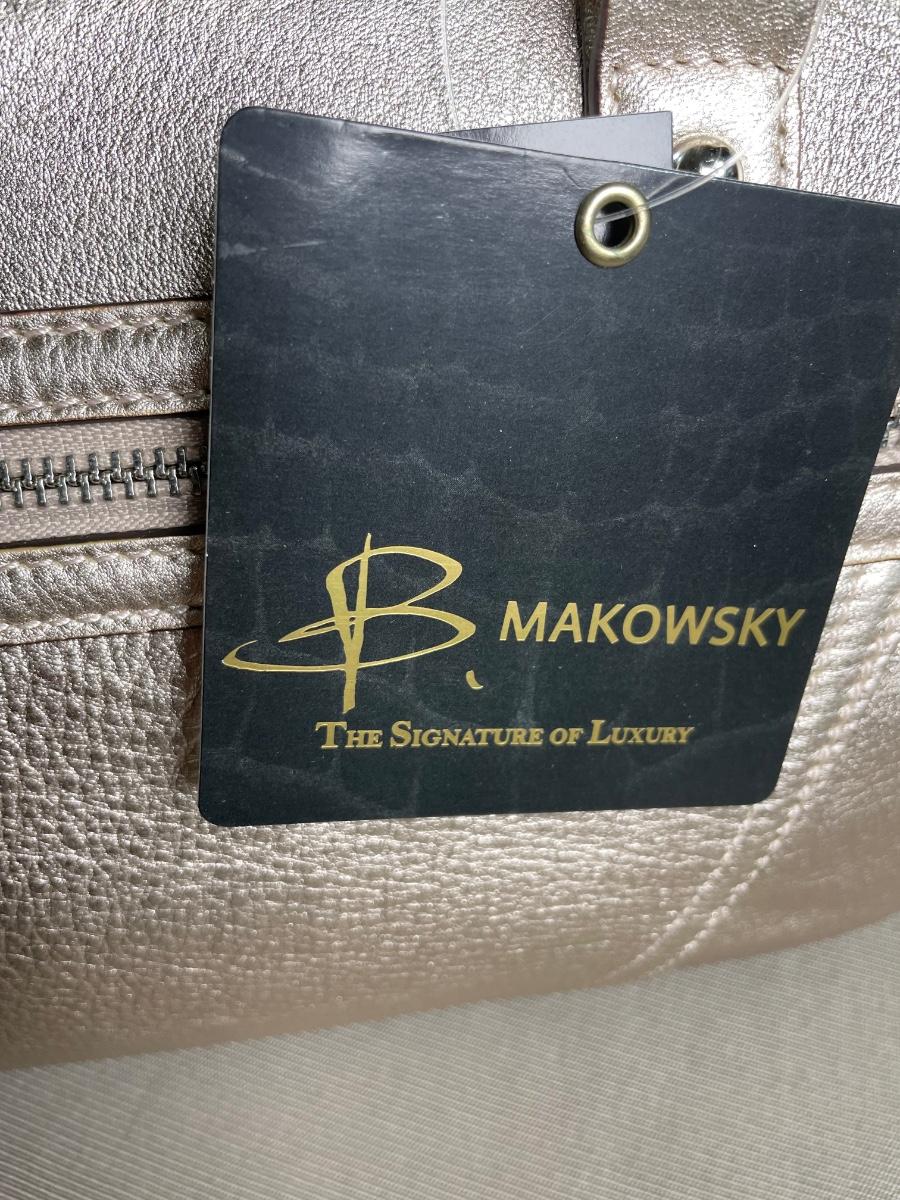 B. MAKOWSKY
THE SIGNATURE OF LUXURY